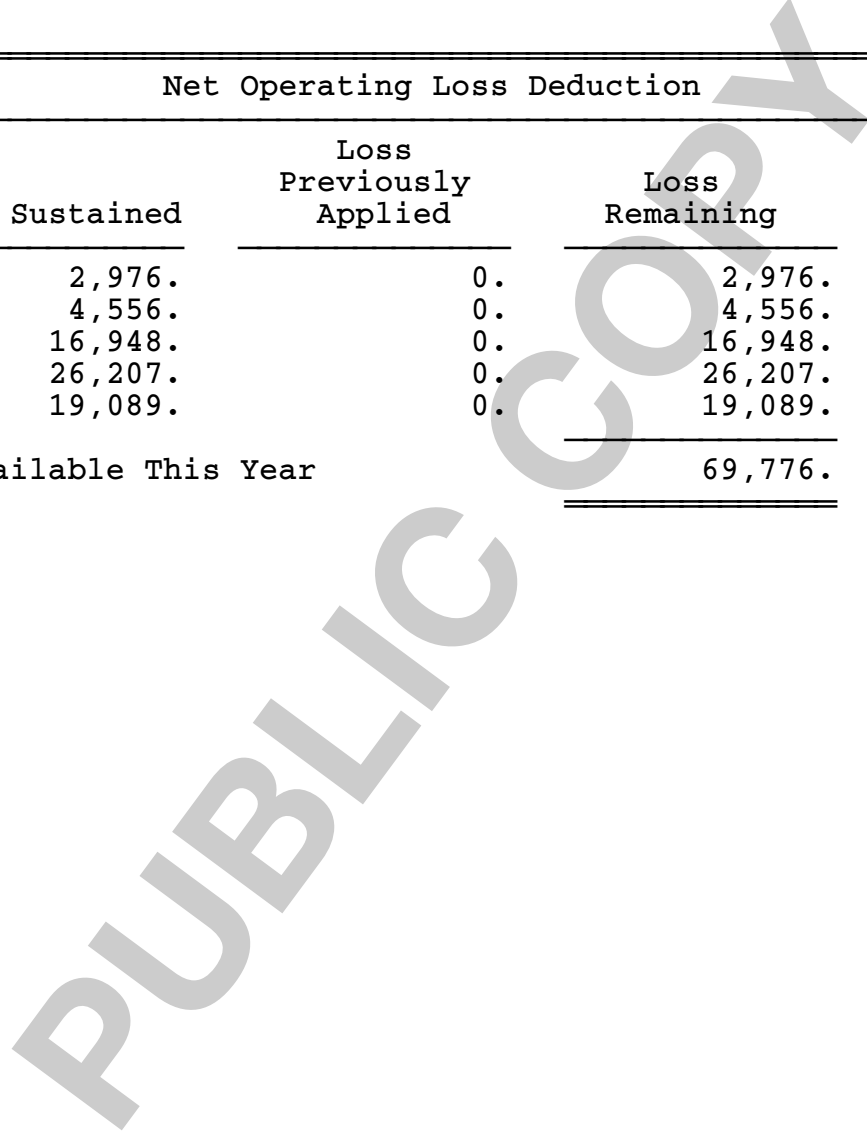 Net Operating Loss Deduction
Loss
Previously Loss
Sustained Applied Remaining
2,976. 0. 2,976.
4,556. 0. 4,556.
16,948. 0. 16,948.
26,207. 0. 26,207.
19,089. 0. 19,089.
ailable This Year 69,776.
PUBLIC COPY